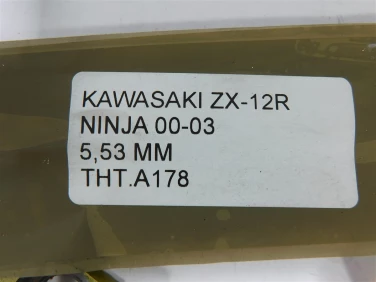 KAWASAKI ZX-12R
NINJA 00-03
5,53 MM
THT.A178